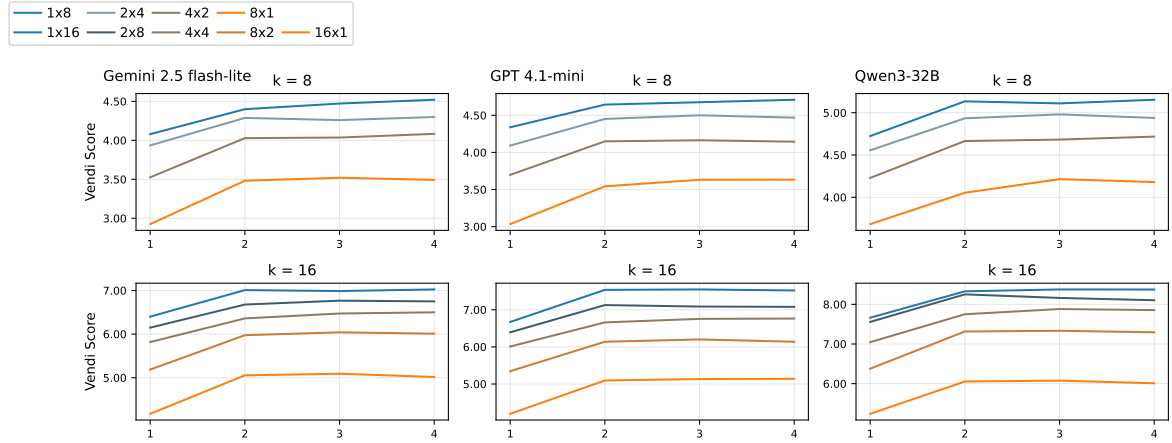 1x8 2x4 4x2 8x1
1x16 2x8 4x4 8x2 16x1
Gemini 2.5 flash-lite k = 8
GPT 4.1-mini k = 8
Qwen3-32B k = 8
Vendi Score
4.50
4.00
3.50
3.00
1 2 3 4
4.50
4.00
3.50
3.00
1 2 3 4
5.00
4.50
4.00
1 2 3 4
k = 16
k = 16
k = 16
Vendi Score
7.00
6.00
5.00
1 2 3 4
7.00
6.00
5.00
1 2 3 4
8.00
7.00
6.00
1 2 3 4